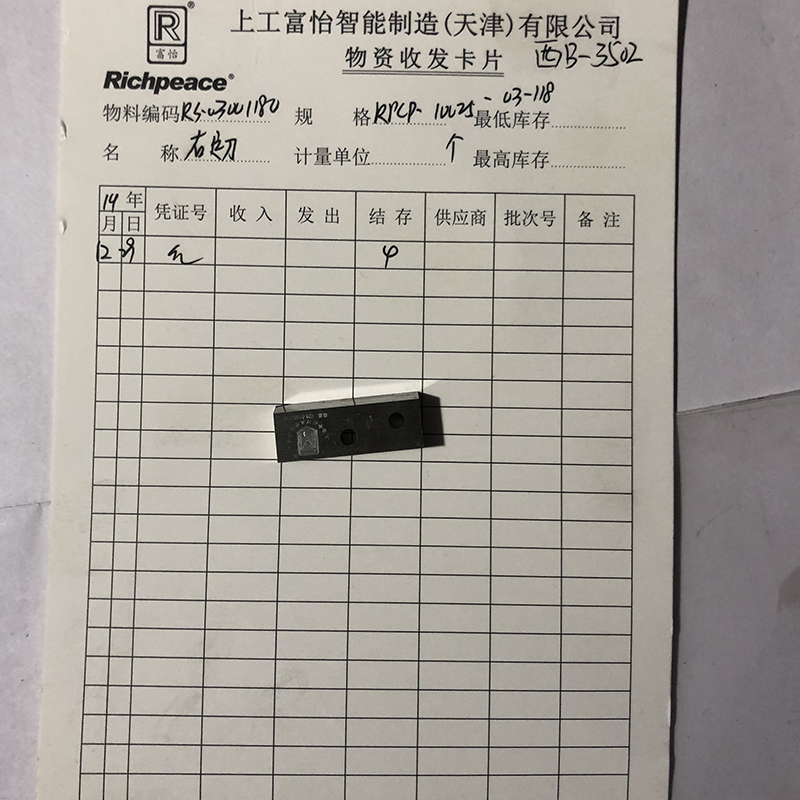 上工富怡智能制造(天津)有限公司
R®
富怡
物资收发卡片 西B-3502
Richpeace®
物料编码RS-03001180 规格RPCP-10025-03-118 最低库存
名称右定刀 计量单位个 最高库存
14年 凭证号 收入 发出 结存 供应商 批次号 备注
月 日
12 29 4